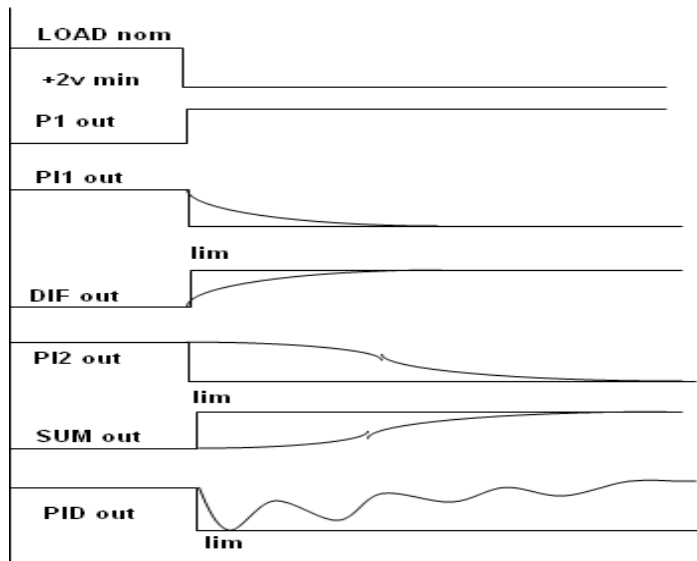 LOAD nom
+2v min
P1 out
PI1 out
lim
DIF out
PI2 out
lim
SUM out
PID out
lim